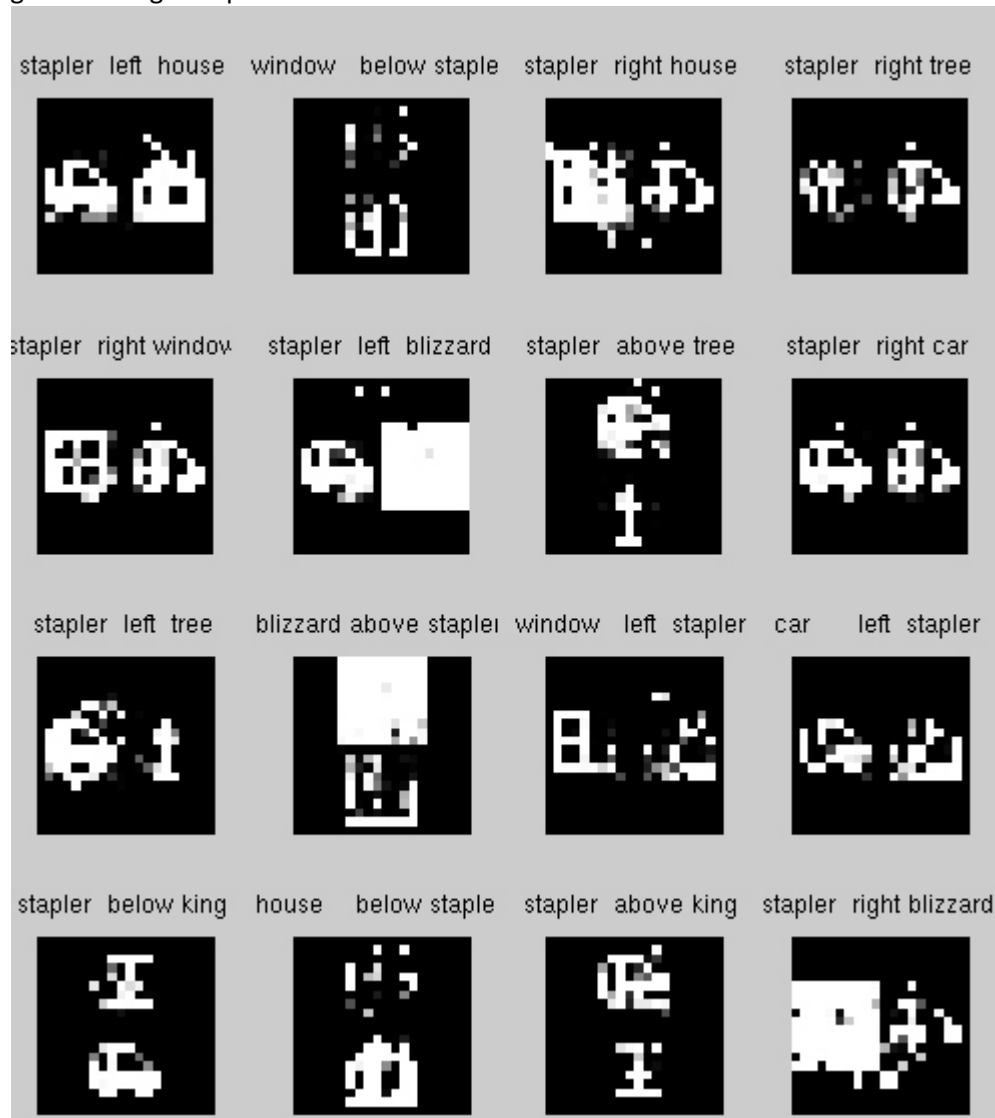 stapler left house window below staple stapler right house stapler right tree
stapler right window stapler left blizzard stapler above tree stapler right car
stapler left tree blizzard above stapler window left stapler car left stapler
stapler below king house below staple stapler above king stapler right blizzard